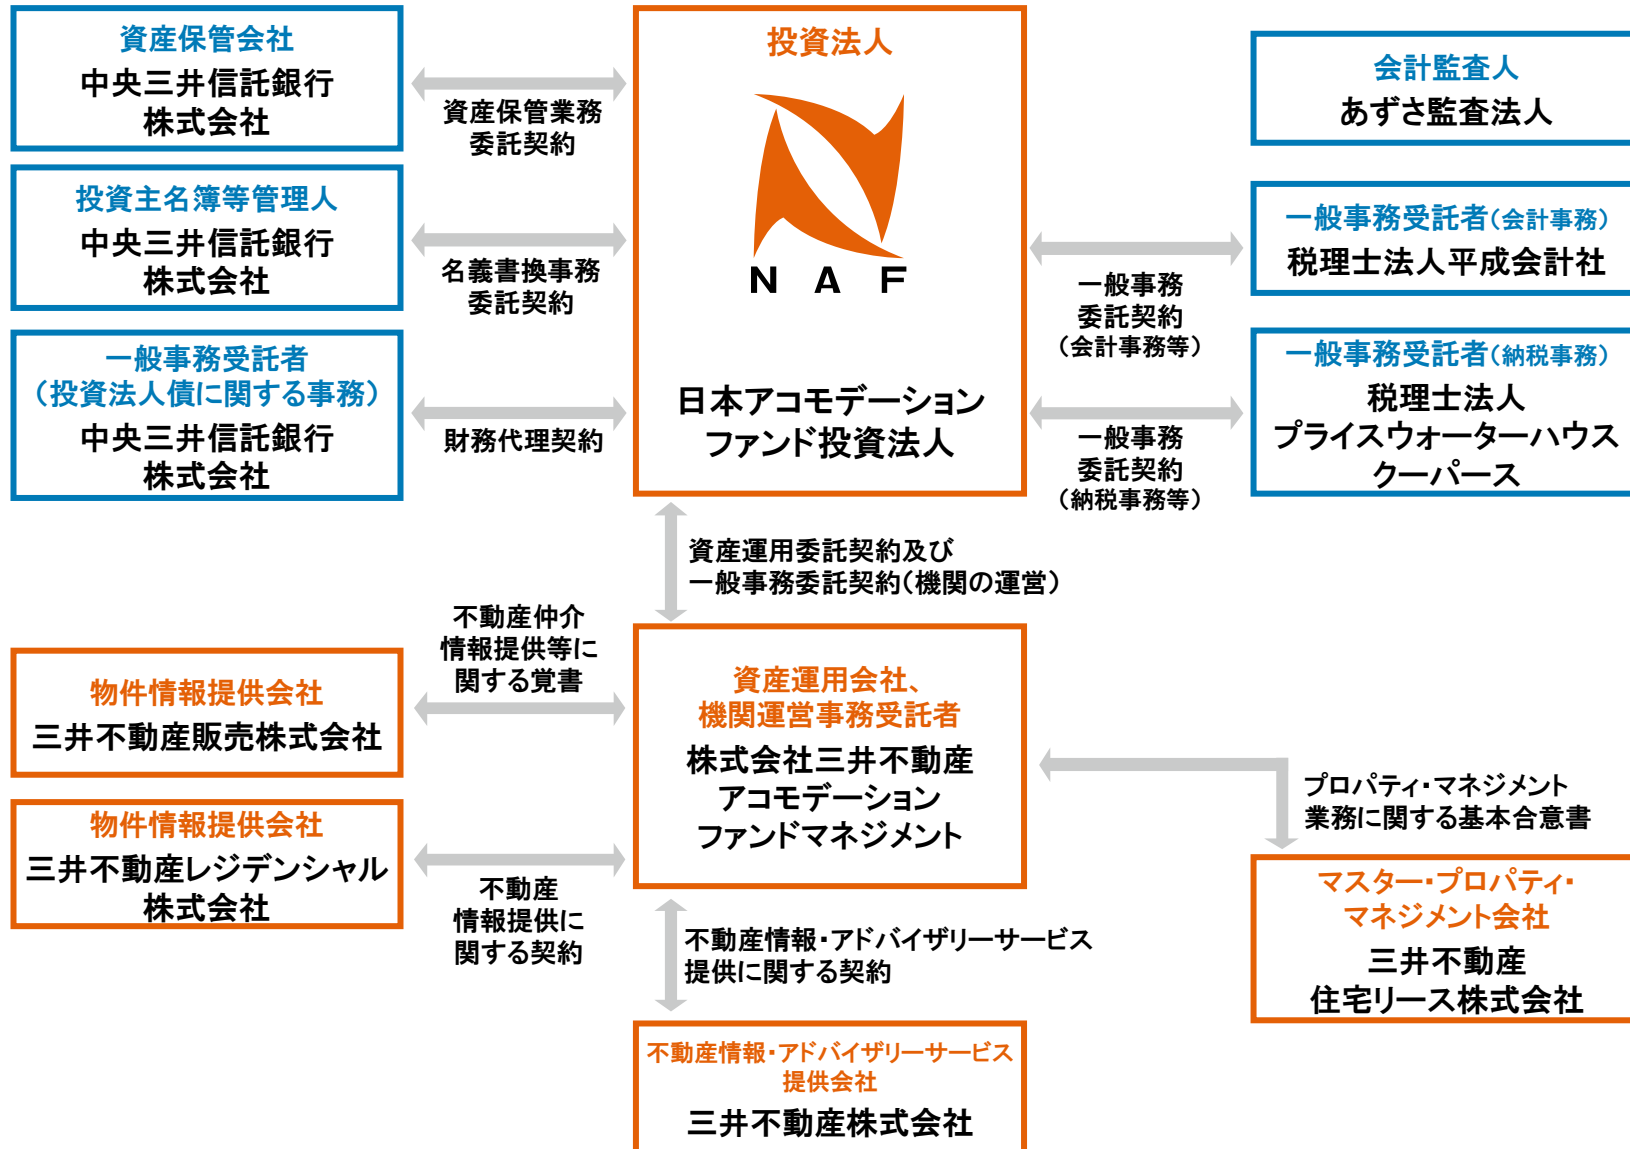 資産保管会社
中央三井信託銀行
株式会社
資産保管業務
委託契約
投資主名簿等管理人
中央三井信託銀行
株式会社
名義書換事務
委託契約
一般事務受託者
（投資法人債に関する事務）
中央三井信託銀行
株式会社
財務代理契約
投資法人
NAF
日本アコモデーション
ファンド投資法人
会計監査人
あずさ監査法人
一般事務受託者（会計事務）
税理士法人平成会計社
一般事務
委託契約
（会計事務等）
一般事務受託者（納税事務）
税理士法人
プライスウォーターハウス
クーパース
一般事務
委託契約
（納税事務等）
資産運用委託契約及び
一般事務委託契約（機関の運営）
不動産仲介
情報提供等に
関する覚書
物件情報提供会社
三井不動産販売株式会社
物件情報提供会社
三井不動産レジデンシャル
株式会社
不動産
情報提供に
関する契約
資産運用会社、
機関運営事務受託者
株式会社三井不動産
アコモデーション
ファンドマネジメント
プロパティ・マネジメント
業務に関する基本合意書
マスター・プロパティ・
マネジメント会社
三井不動産
住宅リース株式会社
不動産情報・アドバイザリーサービス
提供に関する契約
不動産情報・アドバイザリーサービス
提供会社
三井不動産株式会社